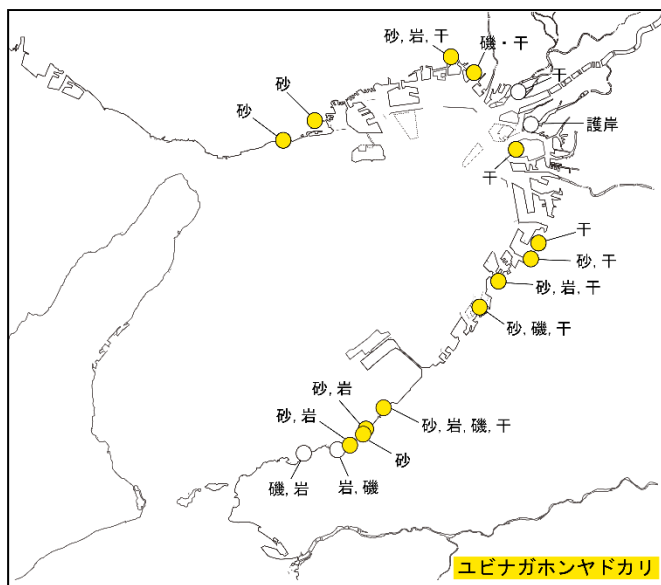 砂, 岩, 干
磯・干
干
砂
護岸
砂
干
干
砂, 干
砂, 岩, 干
砂, 磯, 干
砂, 岩
砂, 岩
砂, 岩, 磯, 干
砂
磯, 岩
岩, 磯
ユビナガホンヤドカリ